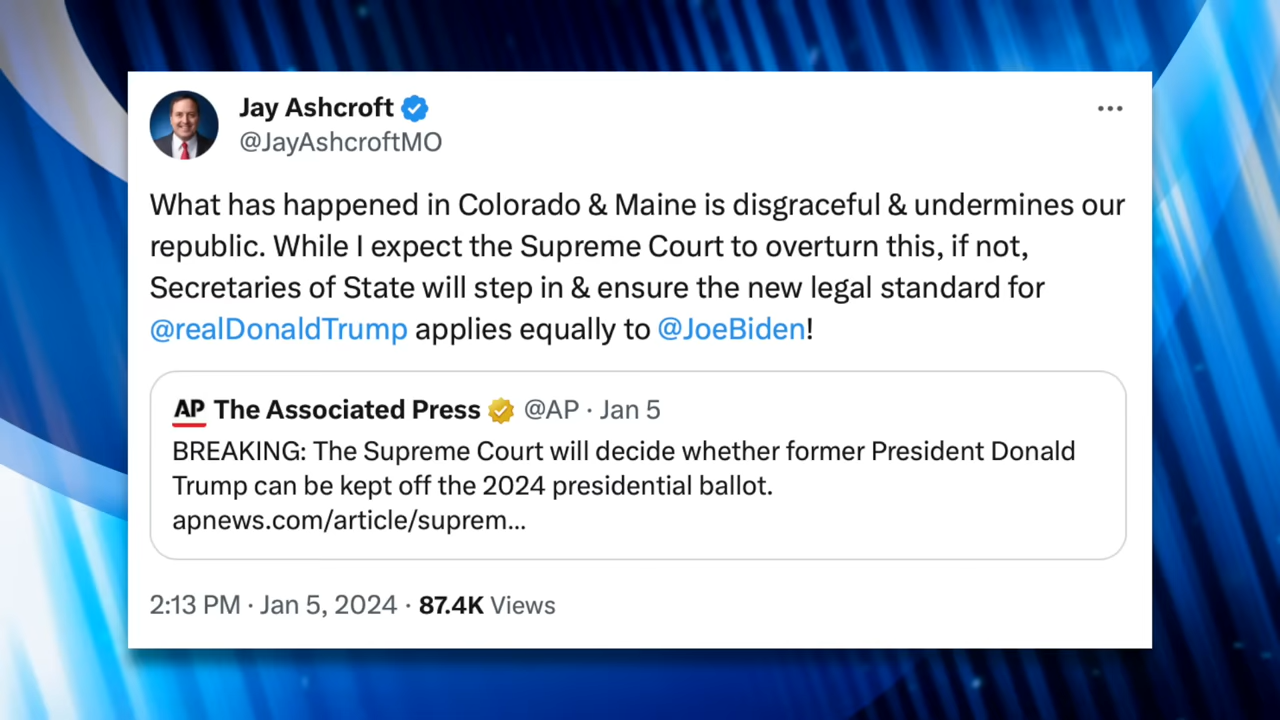 Jay Ashcroft
@JayAshcroftMO
What has happened in Colorado & Maine is disgraceful & undermines our
republic. While I expect the Supreme Court to overturn this, if not,
Secretaries of State will step in & ensure the new legal standard for
@realDonaldTrump applies equally to @JoeBiden!
AP The Associated Press @AP · Jan 5
BREAKING: The Supreme Court will decide whether former President Donald
Trump can be kept off the 2024 presidential ballot.
apnews.com/article/suprem...
2:13 PM · Jan 5, 2024 · 87.4K Views